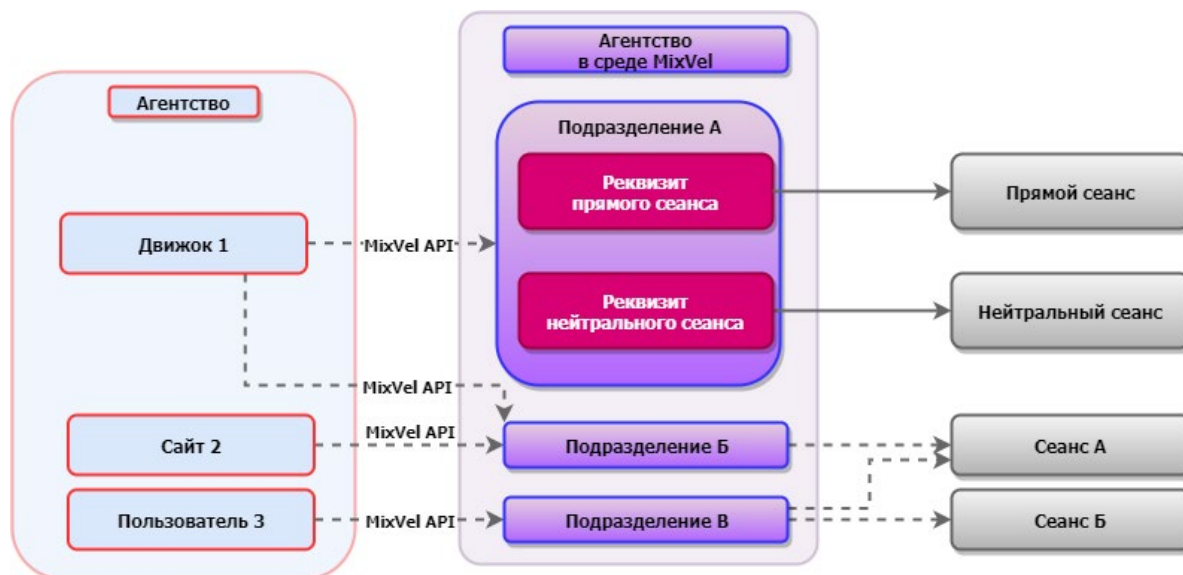 Агентство
в среде MixVel
Агентство
Подразделение А
Реквизит
прямого сеанса
Прямой сеанс
Движок 1
MixVel API
Реквизит
нейтрального сеанса
Нейтральный сеанс
MixVel API
MixVel API
Сайт 2
Подразделение Б
Сеанс А
Пользователь 3
MixVel API
Подразделение В
Сеанс Б